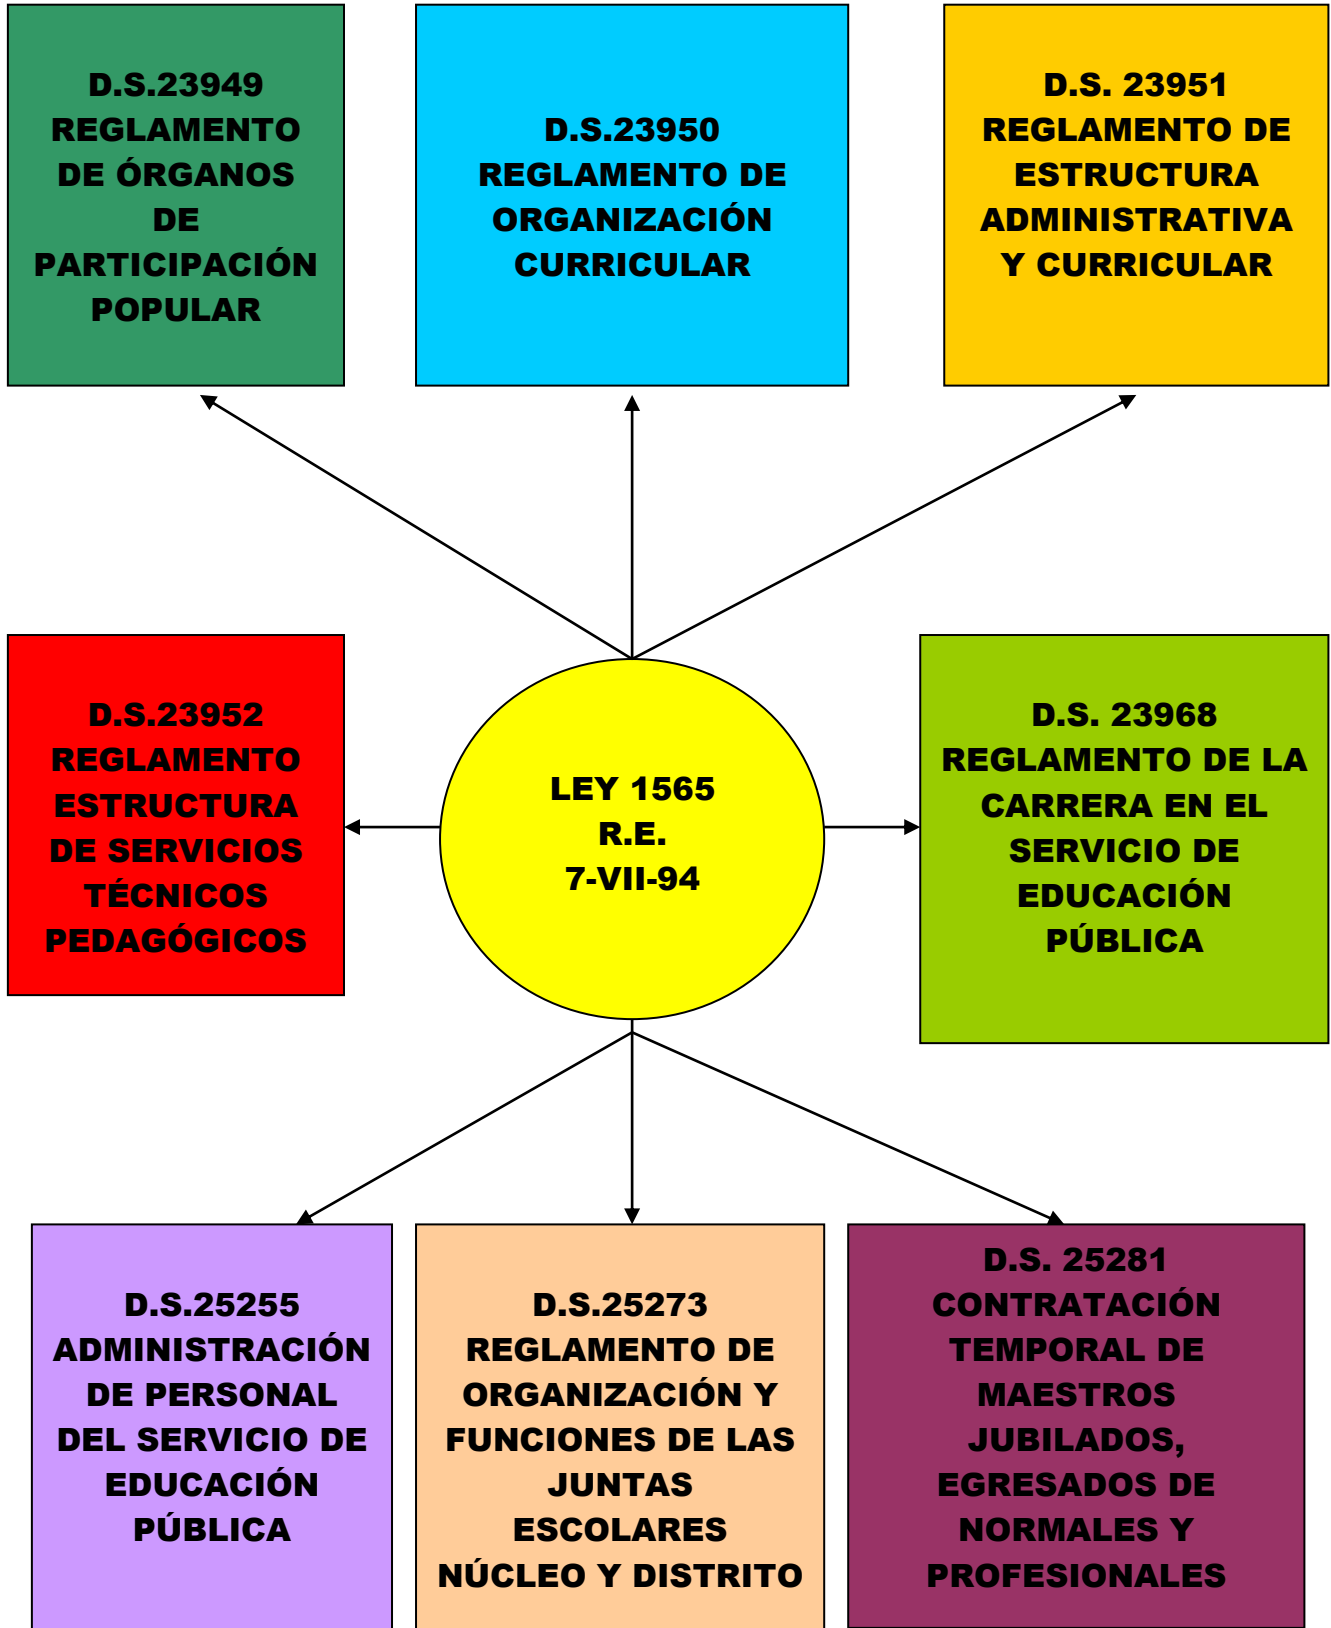 D.S.23949
REGLAMENTO
DE ÓRGANOS
DE
PARTICIPACIÓN
POPULAR
D.S.23950
REGLAMENTO DE
ORGANIZACIÓN
CURRICULAR
D.S. 23951
REGLAMENTO DE
ESTRUCTURA
ADMINISTRATIVA
Y CURRICULAR
D.S.23952
REGLAMENTO
ESTRUCTURA
DE SERVICIOS
TÉCNICOS
PEDAGÓGICOS
LEY 1565
R.E.
7-VII-94
D.S. 23968
REGLAMENTO DE LA
CARRERA EN EL
SERVICIO DE
EDUCACIÓN
PÚBLICA
D.S.25255
ADMINISTRACIÓN
DE PERSONAL
DEL SERVICIO DE
EDUCACIÓN
PÚBLICA
D.S.25273
REGLAMENTO DE
ORGANIZACIÓN Y
FUNCIONES DE LAS
JUNTAS
ESCOLARES
NÚCLEO Y DISTRITO
D.S. 25281
CONTRATACIÓN
TEMPORAL DE
MAESTROS
JUBILADOS,
EGRESADOS DE
NORMALES Y
PROFESIONALES